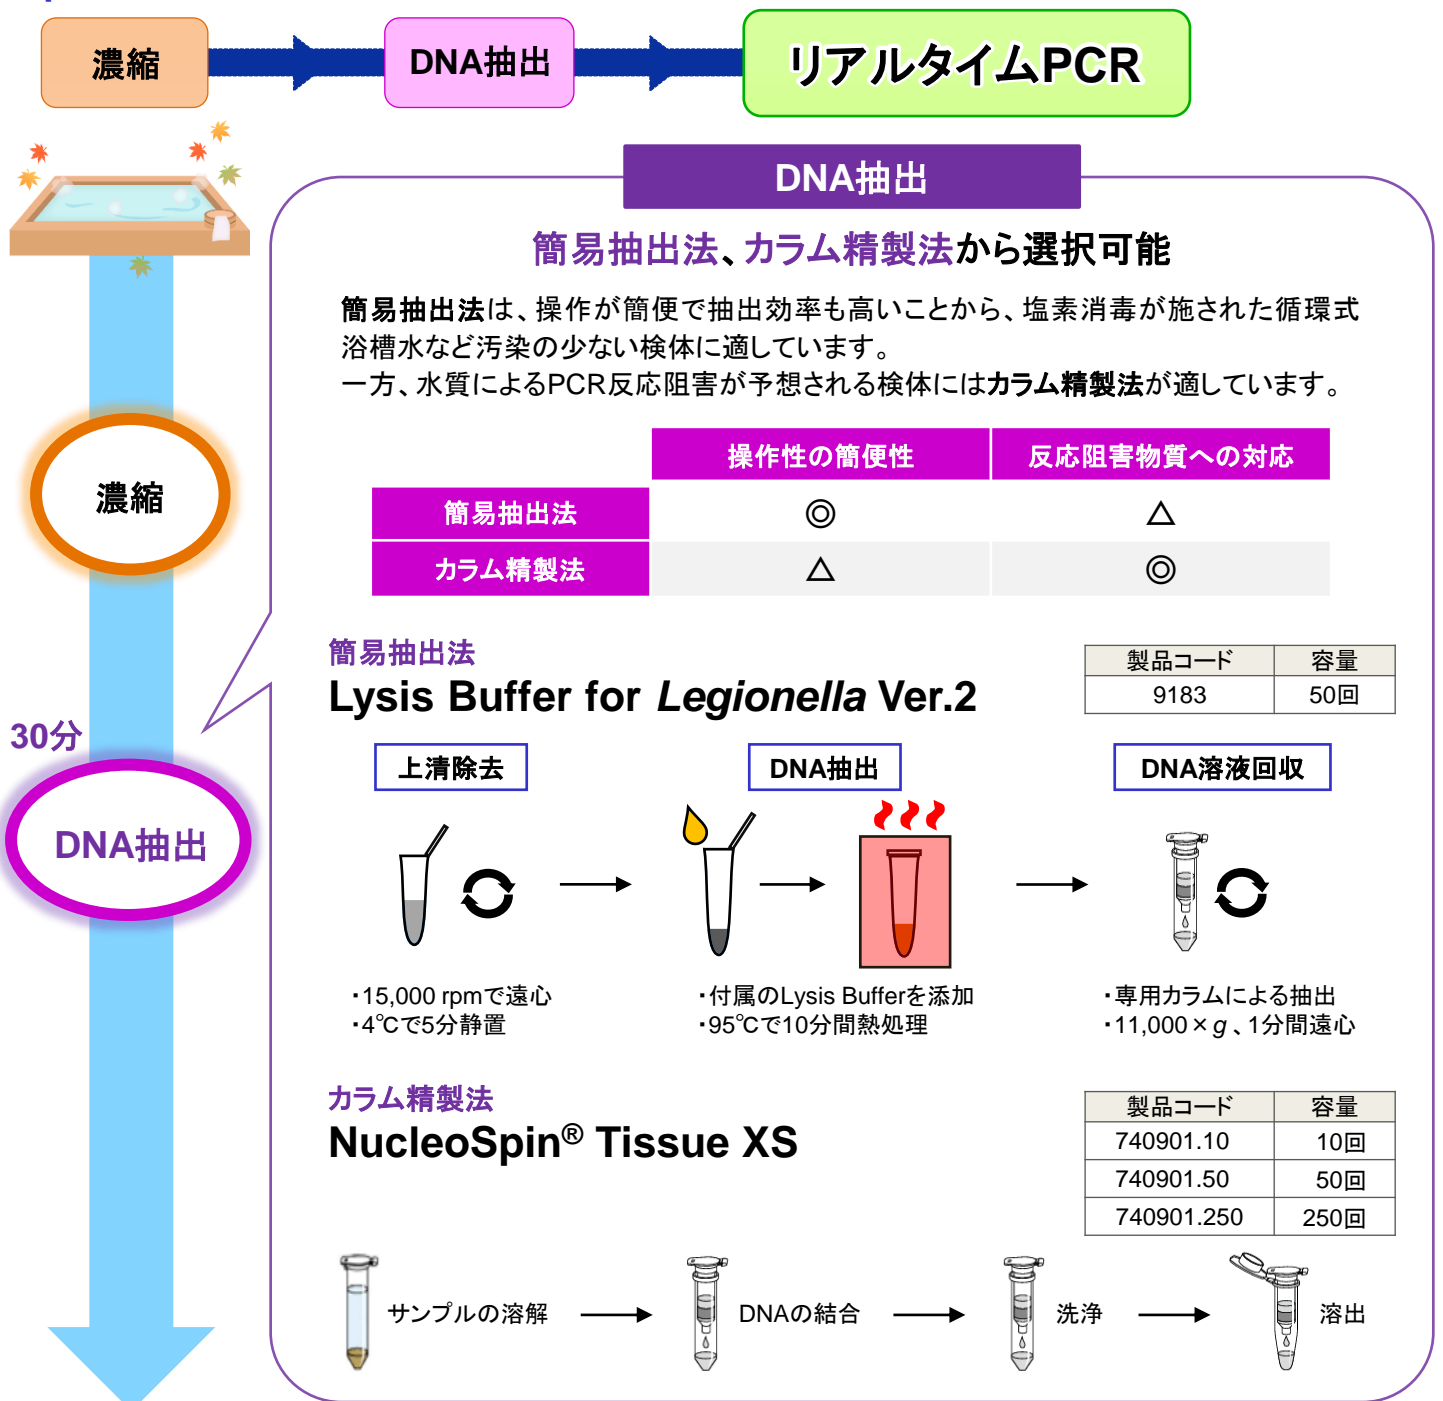 濃縮
DNA抽出
リアルタイムPCR
DNA抽出
簡易抽出法、カラム精製法から選択可能
簡易抽出法は、操作が簡便で抽出効率も高いことから、塩素消毒が施された循環式
浴槽水など汚染の少ない検体に適しています。
一方、水質によるPCR反応阻害が予想される検体にはカラム精製法が適しています。
操作性の簡便性 反応阻害物質への対応
簡易抽出法 ◎ △
カラム精製法 △ ◎
濃縮
30分
DNA抽出
簡易抽出法
Lysis Buffer for Legionella Ver.2
製品コード 容量
9183 50回
上清除去
DNA抽出
DNA溶液回収
・15,000 rpmで遠心
・4℃で5分静置
・付属のLysis Bufferを添加
・95℃で10分間熱処理
・専用カラムによる抽出
・11,000×g 、1分間遠心
カラム精製法
NucleoSpin® Tissue XS
製品コード 容量
740901.10 10回
740901.50 50回
740901.250 250回
サンプルの溶解
DNAの結合
洗浄
溶出